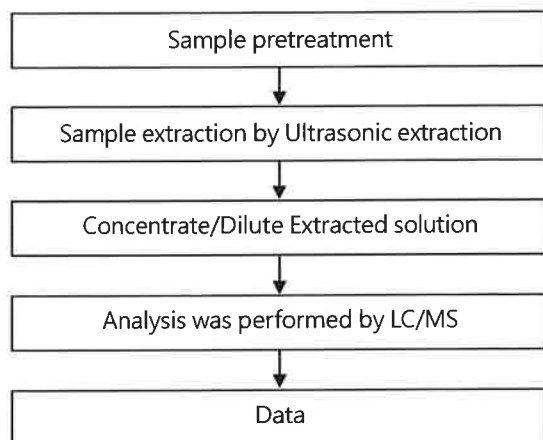 Sample pretreatment
Sample extraction by Ultrasonic extraction
Concentrate/Dilute Extracted solution
Analysis was performed by LC/MS
Data